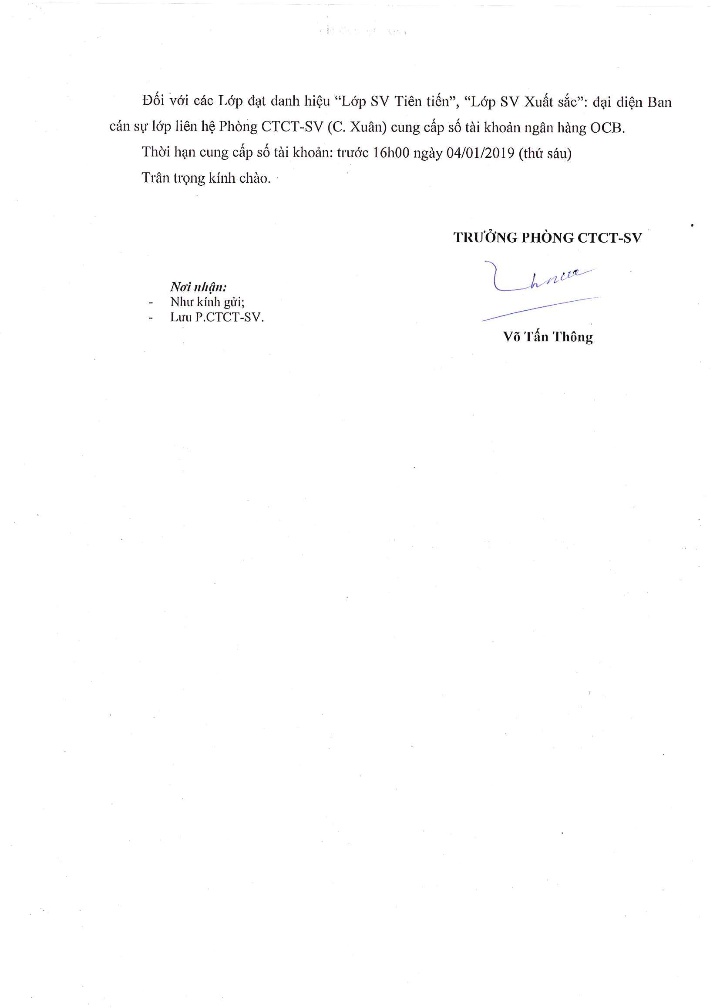 Đối với các Lớp đạt danh hiệu “Lớp SV Tiên tiến”, “Lớp SV Xuất sắc”: đại diện Ban
cán sự lớp liên hệ Phòng CTCT-SV (C. Xuân) cung cấp số tài khoản ngân hàng OCB.
Thời hạn cung cấp số tài khoản: trước 16h00 ngày 04/01/2019 (thứ sáu)
Trân trọng kính chào.
TRƯỞNG PHÒNG CTCT-SV
Nơi nhận:
- Như kính gửi;
- Lưu P.CTCT-SV.
Võ Tấn Thông